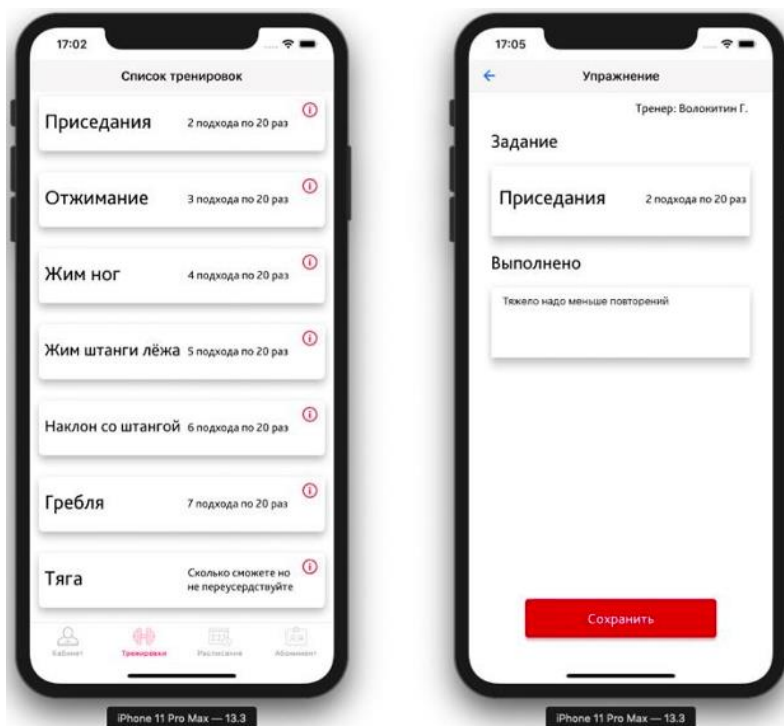 17:02
Список тренировок
Приседания 2 подхода по 20 раз
Отжимание 3 подхода по 20 раз
Жим ног 4 подхода по 20 раз
Жим штанги лёжа 5 подхода по 20 раз
Наклон со штангой 6 подхода по 20 раз
Гребля 7 подхода по 20 раз
Тяга Сколько сможете но
не переусердствуйте
Кабинет Тренировки Расписание Абонимент
iPhone 11 Pro Max — 13.3
17:05
Упражнение
Тренер: Волокитин Г.
Задание
Приседания 2 подхода по 20 раз
Выполнено
Тяжело надо меньше повторений
Сохранить
iPhone 11 Pro Max — 13.3